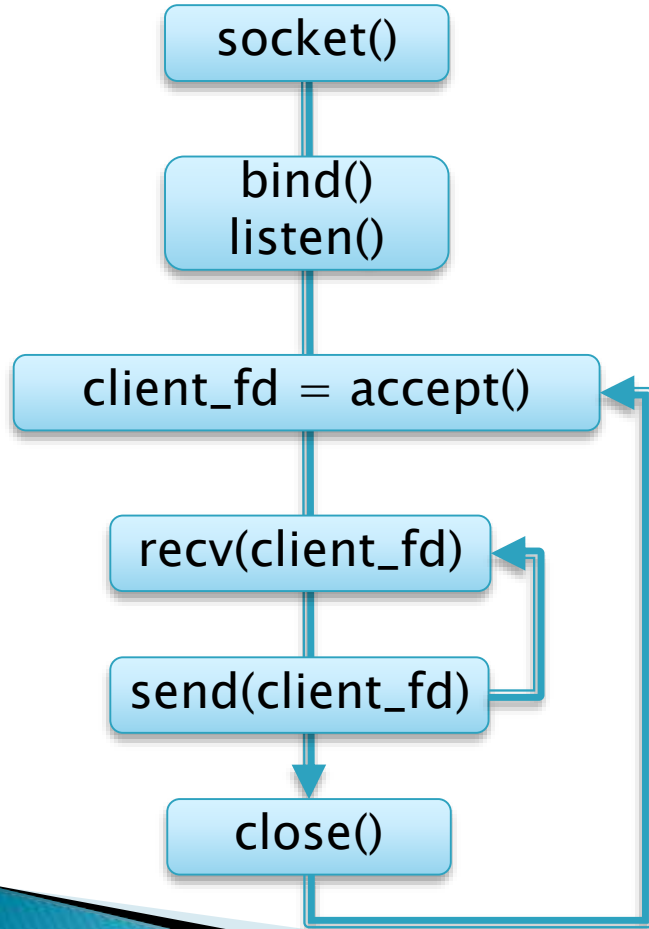 socket()
bind()
listen()
client_fd = accept()
recv(client_fd)
send(client_fd)
close()